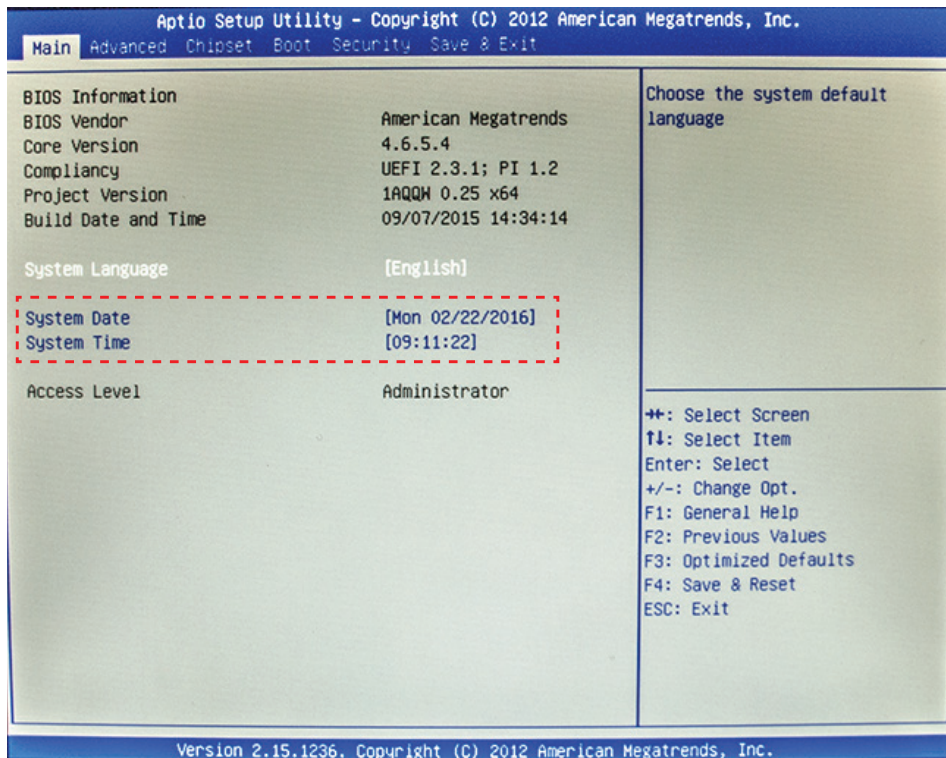 Aptio Setup Utility – Copyright (C) 2012 American Megatrends, Inc.
Main Advanced Chipset Boot Security Save & Exit
BIOS Information
BIOS Vendor American Megatrends
Core Version 4.6.5.4
Compliancy UEFI 2.3.1; PI 1.2
Project Version 1AQQW 0.25 x64
Build Date and Time 09/07/2015 14:34:14
System Language [English]
System Date [Mon 02/22/2016]
System Time [09:11:22]
Access Level Administrator
Choose the system default
language
→←: Select Screen
↑↓: Select Item
Enter: Select
+/-: Change Opt.
F1: General Help
F2: Previous Values
F3: Optimized Defaults
F4: Save & Reset
ESC: Exit
Version 2.15.1236. Copyright (C) 2012 American Megatrends, Inc.